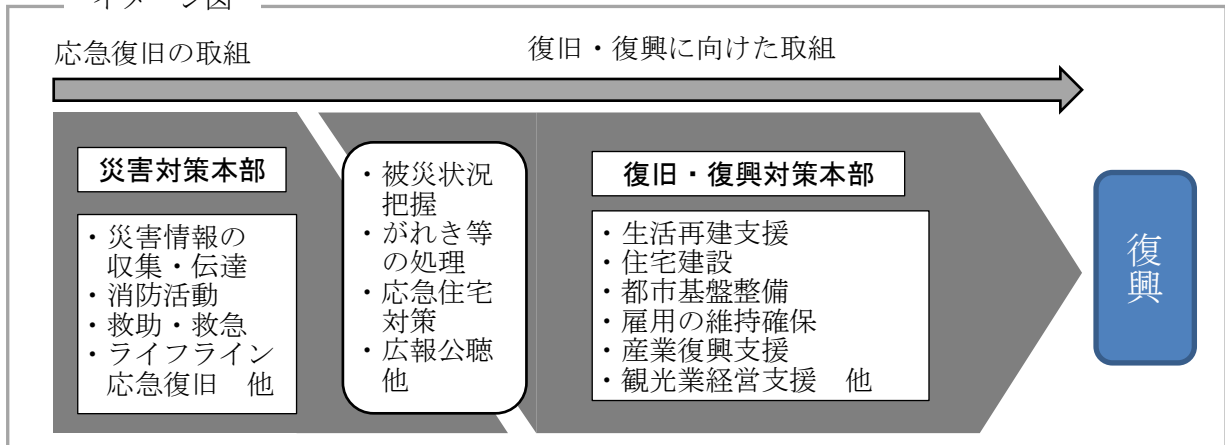 イメージ図
応急復旧の取組
復旧・復興に向けた取組
災害対策本部
・災害情報の
収集・伝達
・消防活動
・救助・救急
・ライフライン
応急復旧　他
・被災状況
把握
・がれき等
の処理
・応急住宅
対策
・広報公聴
他
復旧・復興対策本部
・生活再建支援
・住宅建設
・都市基盤整備
・雇用の維持確保
・産業復興支援
・観光業経営支援　他
復興